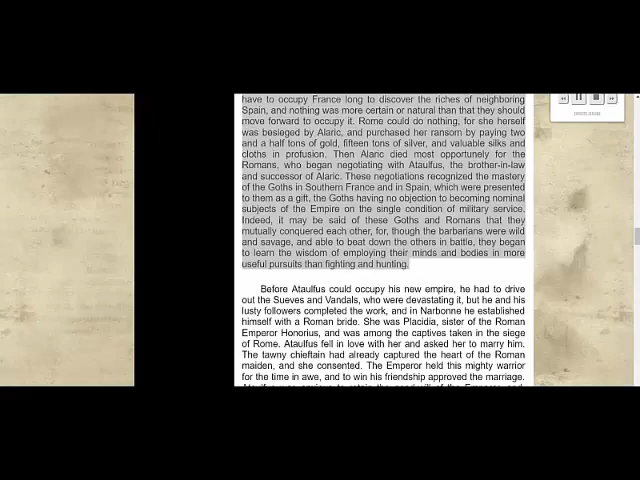 have to occupy France long to discover the riches of neighboring
Spain, and nothing was more certain or natural than that they should
move forward to occupy it. Rome could do nothing, for she herself
was besieged by Alaric, and purchased her ransom by paying two
and a half tons of gold, fifteen tons of silver, and valuable silks and
cloths in profusion. Then Alaric died most opportunely for the
Romans, who began negotiating with Ataulfus, the brother-in-law
and successor of Alaric. These negotiations recognized the mastery
of the Goths in Southern France and in Spain, which were presented
to them as a gift, the Goths having no objection to becoming nominal
subjects of the Empire on the single condition of military service.
Indeed, it may be said of these Goths and Romans that they
mutually conquered each other, for, though the barbarians were wild
and savage, and able to beat down the others in battle, they began
to learn the wisdom of employing their minds and bodies in more
useful pursuits than fighting and hunting.
Before Ataulfus could occupy his new empire, he had to drive
out the Sueves and Vandals, who were devastating it, but he and his
lusty followers completed the work, and in Narbonne he established
himself with a Roman bride. She was Placidia, sister of the Roman
Emperor Honorius, and was among the captives taken in the siege
of Rome. Ataulfus fell in love with her and asked her to marry him.
The tawny chieftain had already captured the heart of the Roman
maiden, and she consented. The Emperor held this mighty warrior
for the time in awe, and to win his friendship approved the marriage.